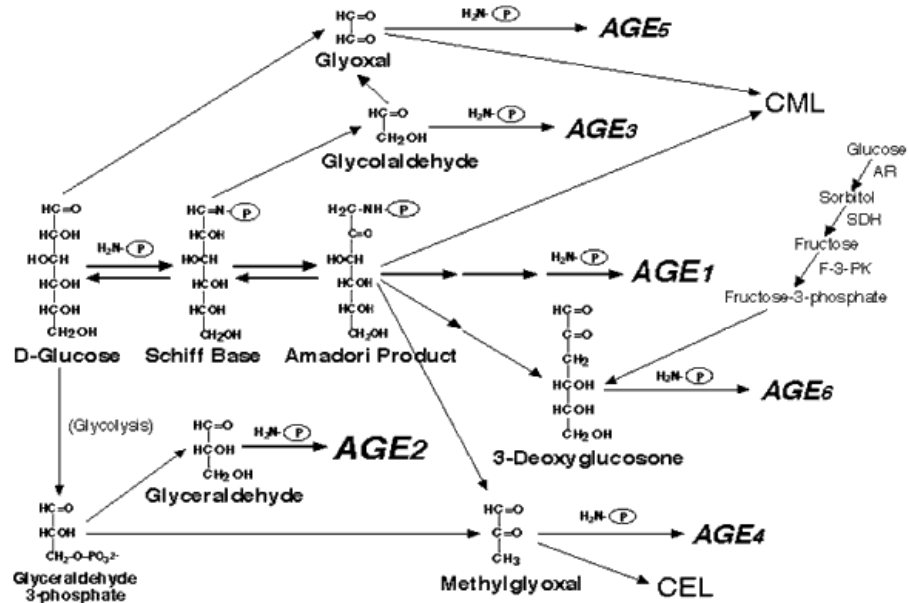 HC=O
HC=O
Glyoxal
H₂N-Ⓟ
AGE5
CML
HC=O
CH₂OH
Glycolaldehyde
H₂N-Ⓟ
AGE3
Glucose
AR
Sorbitol
SDH
Fructose
F-3-PK
Fructose-3-phosphate
HC=O
HCOH
HOCH
HCOH
HCOH
CH₂OH
D-Glucose
H₂N-Ⓟ
HC=N-Ⓟ
HCOH
HOCH
HCOH
HCOH
CH₂OH
Schiff Base
H₂C-NH-Ⓟ
C=O
HOCH
HCOH
HCOH
CH₂OH
Amadori Product
H₂N-Ⓟ
AGE1
HC=O
C=O
CH₂
HCOH
HCOH
CH₂OH
3-Deoxyglucosone
H₂N-Ⓟ
AGE6
(Glycolysis)
HC=O
HCOH
CH₂OH
Glyceraldehyde
H₂N-Ⓟ
AGE2
HC=O
HCOH
CH₂-O-PO₃²⁻
Glyceraldehyde
3-phosphate
HC=O
C=O
CH₃
Methylglyoxal
H₂N-Ⓟ
AGE4
CEL